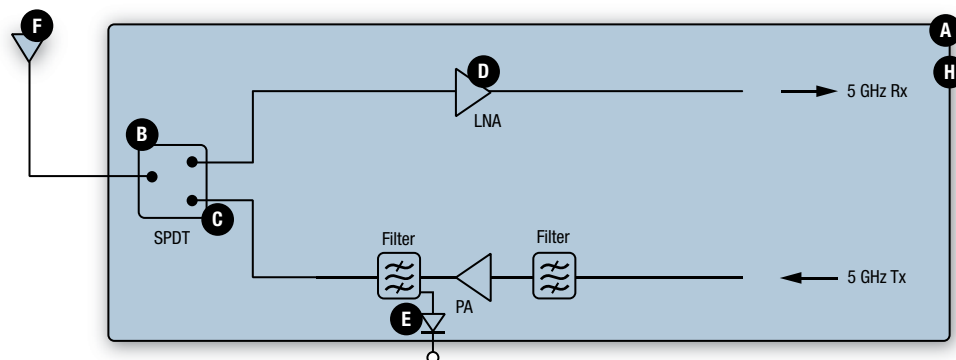 F
A
D
H
5 GHz Rx
LNA
B
C
SPDT
Filter
Filter
5 GHz Tx
PA
E